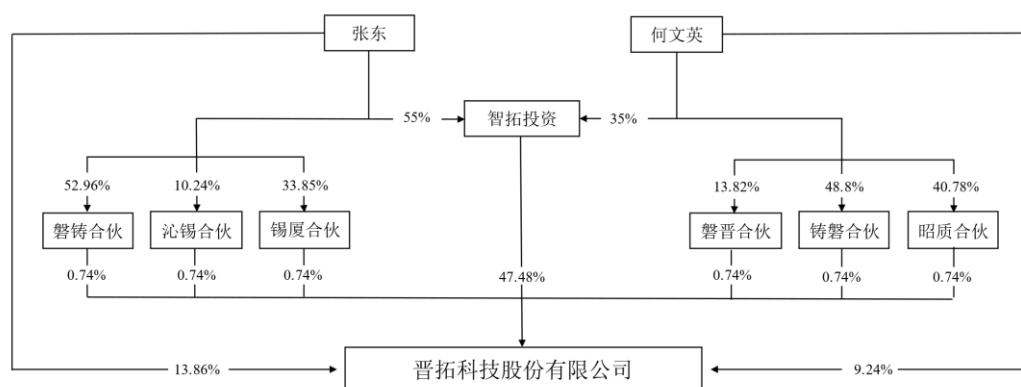 张东
何文英
55%
智拓投资
35%
52.96%
10.24%
33.85%
13.82%
48.8%
40.78%
磐铸合伙
沁锡合伙
锡厦合伙
磐晋合伙
铸磐合伙
昭质合伙
0.74%
0.74%
0.74%
47.48%
0.74%
0.74%
0.74%
13.86%
晋拓科技股份有限公司
9.24%